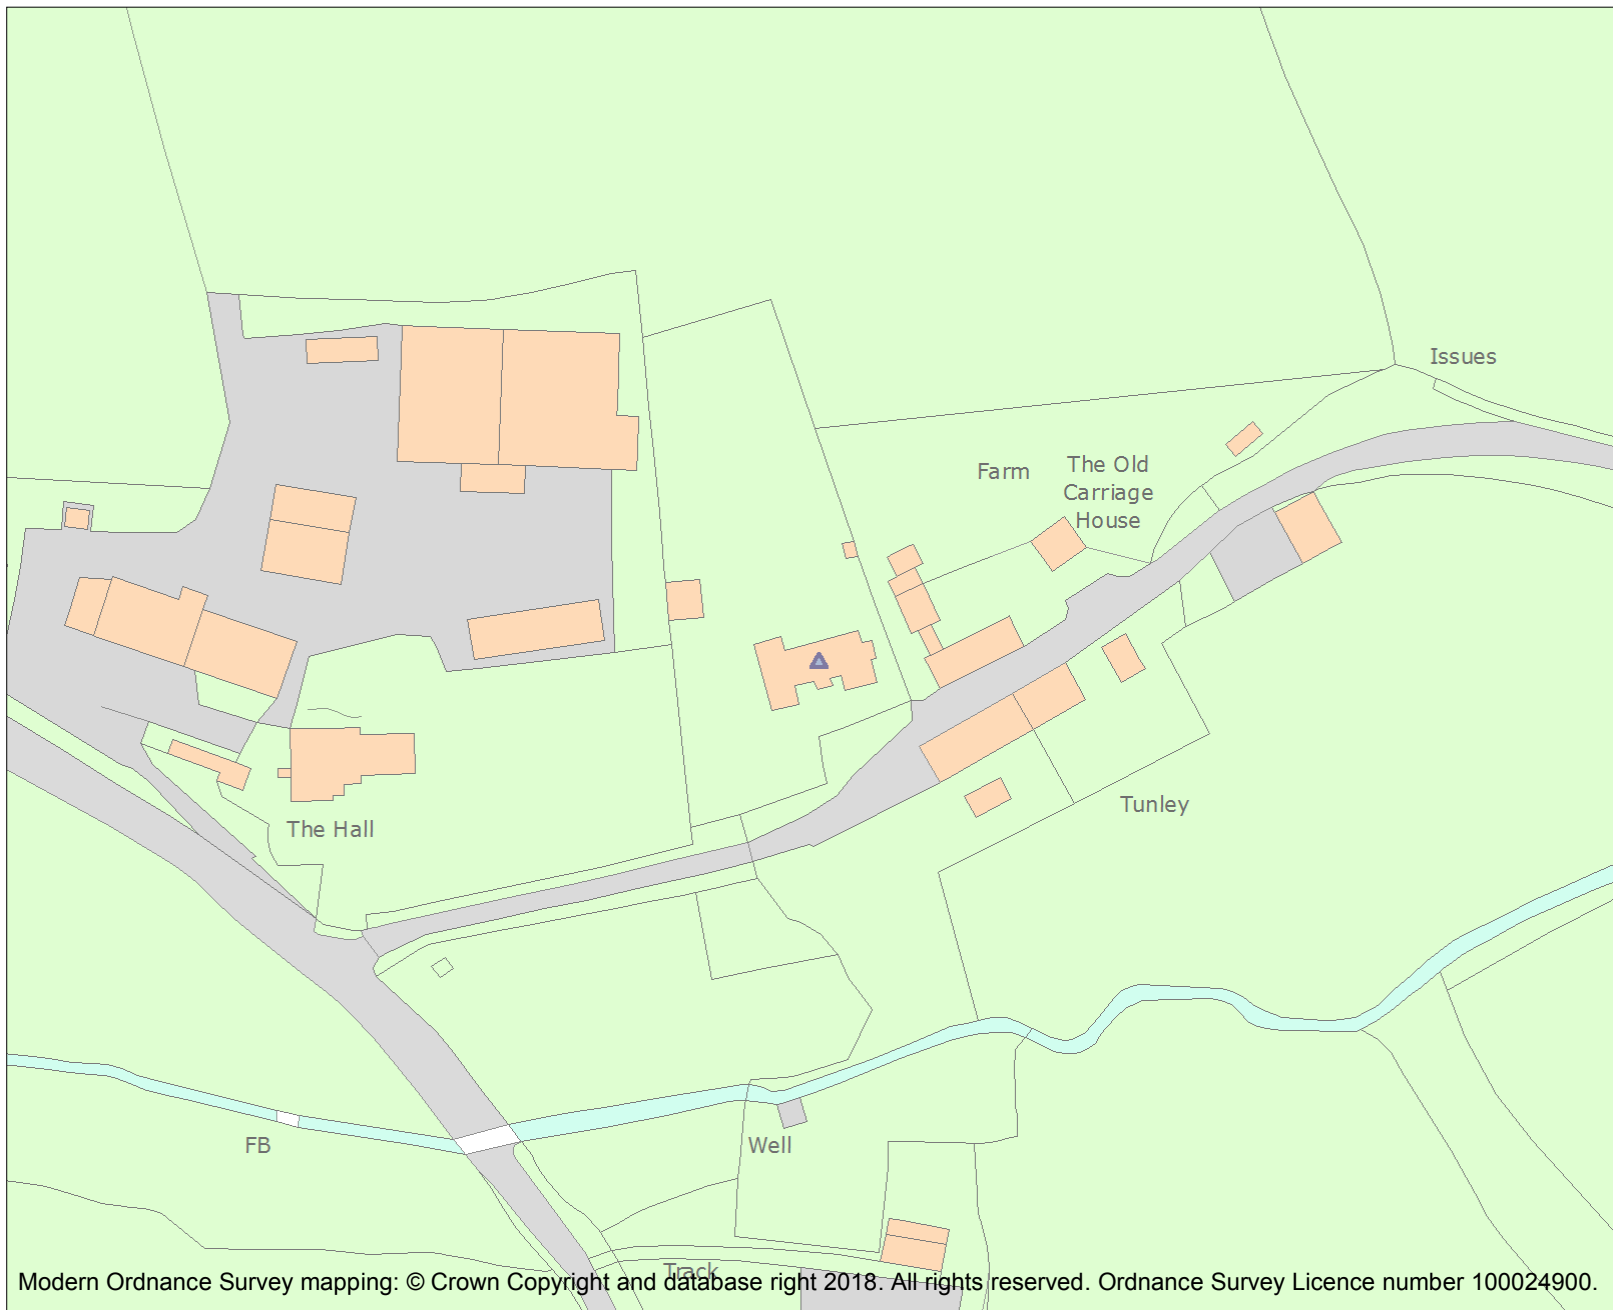 Issues
Farm
The Old
Carriage
House
Tunley
The Hall
FB
Well
Track
Modern Ordnance Survey mapping: © Crown Copyright and database right 2018. All rights reserved. Ordnance Survey Licence number 100024900.